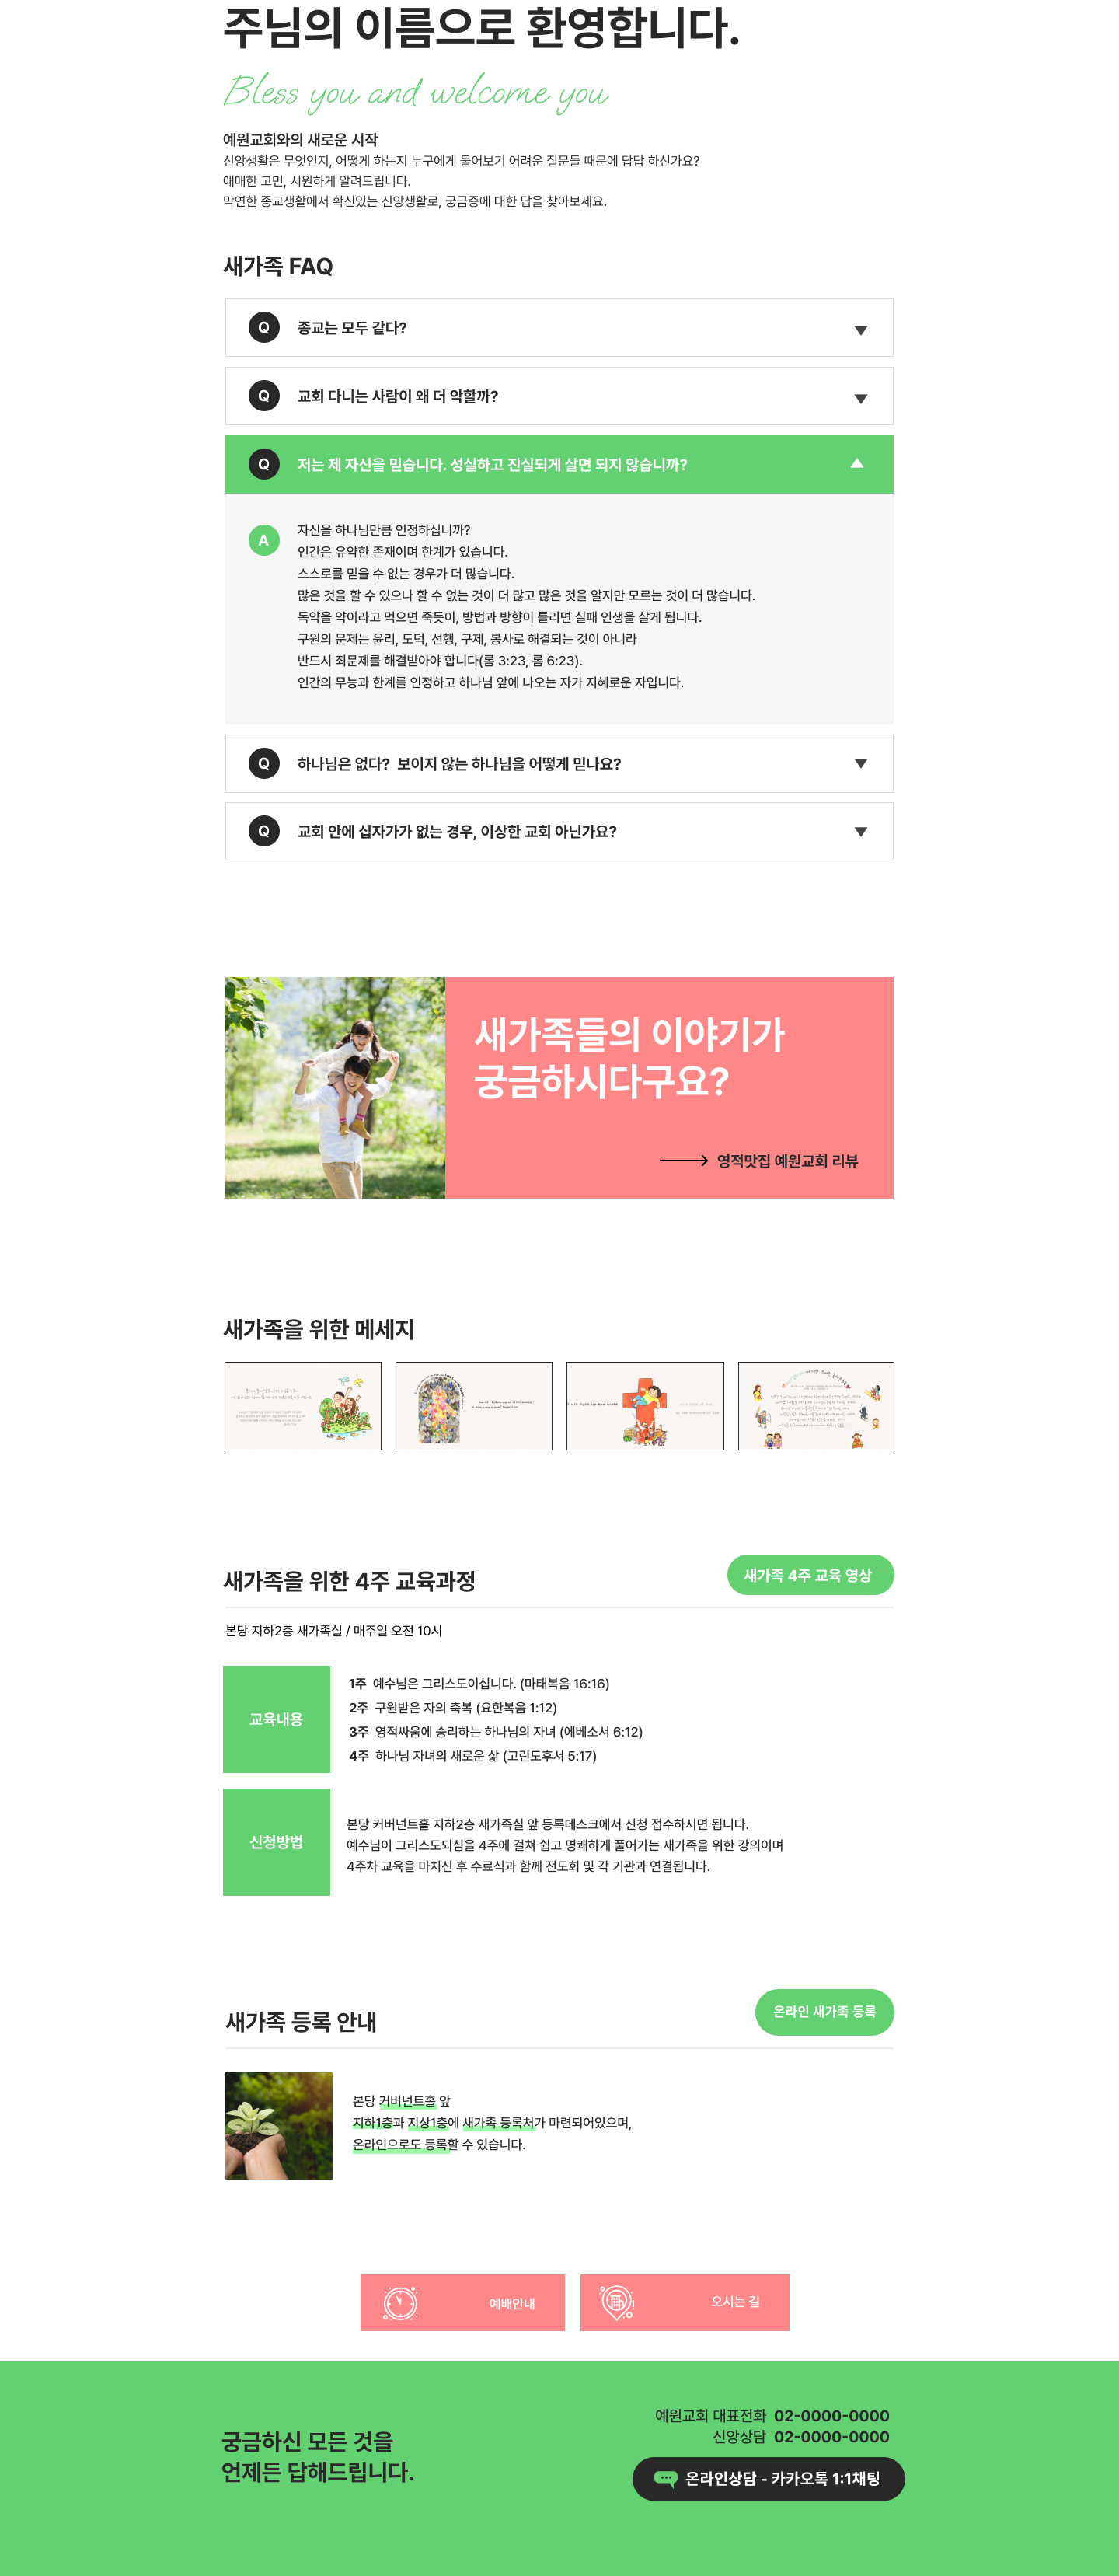 주님의 이름으로 환영합니다.
Bless you and welcome you
예원교회와의 새로운 시작
신앙생활은 무엇인지, 어떻게 하는지 누구에게 물어보기 어려운 질문들 때문에 답답 하신가요?
애매한 고민, 시원하게 알려드립니다.
막연한 종교생활에서 확신있는 신앙생활로, 궁금증에 대한 답을 찾아보세요.
새가족 FAQ
Q 종교는 모두 같다?
Q 교회 다니는 사람이 왜 더 악할까?
Q 저는 제 자신을 믿습니다. 성실하고 진실되게 살면 되지 않습니까?
A 자신을 하나님만큼 인정하십니까?
인간은 유약한 존재이며 한계가 있습니다.
스스로를 믿을 수 없는 경우가 더 많습니다.
많은 것을 할 수 있으나 할 수 없는 것이 더 많고 많은 것을 알지만 모르는 것이 더 많습니다.
독약을 약이라고 먹으면 죽듯이, 방법과 방향이 틀리면 실패 인생을 살게 됩니다.
구원의 문제는 윤리, 도덕, 선행, 구제, 봉사로 해결되는 것이 아니라
반드시 죄문제를 해결받아야 합니다(롬 3:23, 롬 6:23).
인간의 무능과 한계를 인정하고 하나님 앞에 나오는 자가 지혜로운 자입니다.
Q 하나님은 없다? 보이지 않는 하나님을 어떻게 믿나요?
Q 교회 안에 십자가가 없는 경우, 이상한 교회 아닌가요?
새가족들의 이야기가
궁금하시다구요?
영적맛집 예원교회 리뷰
새가족을 위한 메세지
I will light up the world
새가족을 위한 4주 교육과정
새가족 4주 교육 영상
본당 지하2층 새가족실 / 매주일 오전 10시
교육내용
1주 예수님은 그리스도이십니다. (마태복음 16:16)
2주 구원받은 자의 축복 (요한복음 1:12)
3주 영적싸움에 승리하는 하나님의 자녀 (에베소서 6:12)
4주 하나님 자녀의 새로운 삶 (고린도후서 5:17)
신청방법
본당 커버넌트홀 지하2층 새가족실 앞 등록데스크에서 신청 접수하시면 됩니다.
예수님이 그리스도되심을 4주에 걸쳐 쉽고 명쾌하게 풀어가는 새가족을 위한 강의이며
4주차 교육을 마치신 후 수료식과 함께 전도회 및 각 기관과 연결됩니다.
새가족 등록 안내
온라인 새가족 등록
본당 커버넌트홀 앞
지하1층과 지상1층에 새가족 등록처가 마련되어있으며,
온라인으로도 등록할 수 있습니다.
예배안내
오시는 길
궁금하신 모든 것을
언제든 답해드립니다.
예원교회 대표전화 02-0000-0000
신앙상담 02-0000-0000
온라인상담 - 카카오톡 1:1채팅